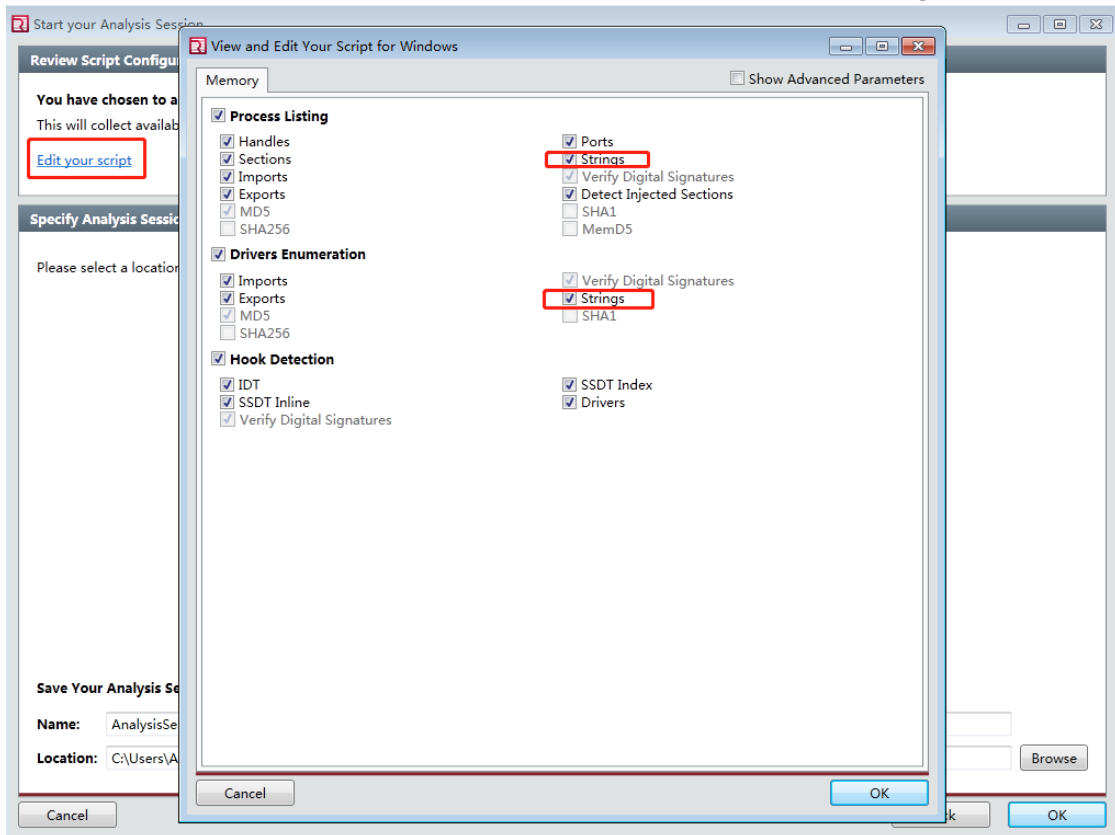 Start your Analysis Session
View and Edit Your Script for Windows
Review Script Configu
Memory
Show Advanced Parameters
You have chosen to a
This will collect availab
Edit your script
Process Listing
Handles
Ports
Sections
Strings
Imports
Verify Digital Signatures
Exports
Detect Injected Sections
MD5
SHA1
SHA256
MemD5
Specify Analysis Sessio
Please select a location
Drivers Enumeration
Imports
Verify Digital Signatures
Exports
Strings
MD5
SHA1
SHA256
Hook Detection
IDT
SSDT Index
SSDT Inline
Drivers
Verify Digital Signatures
Save Your Analysis Se
Name: AnalysisSe
Location: C:\Users\A
Browse
Cancel
OK
Cancel
k
OK